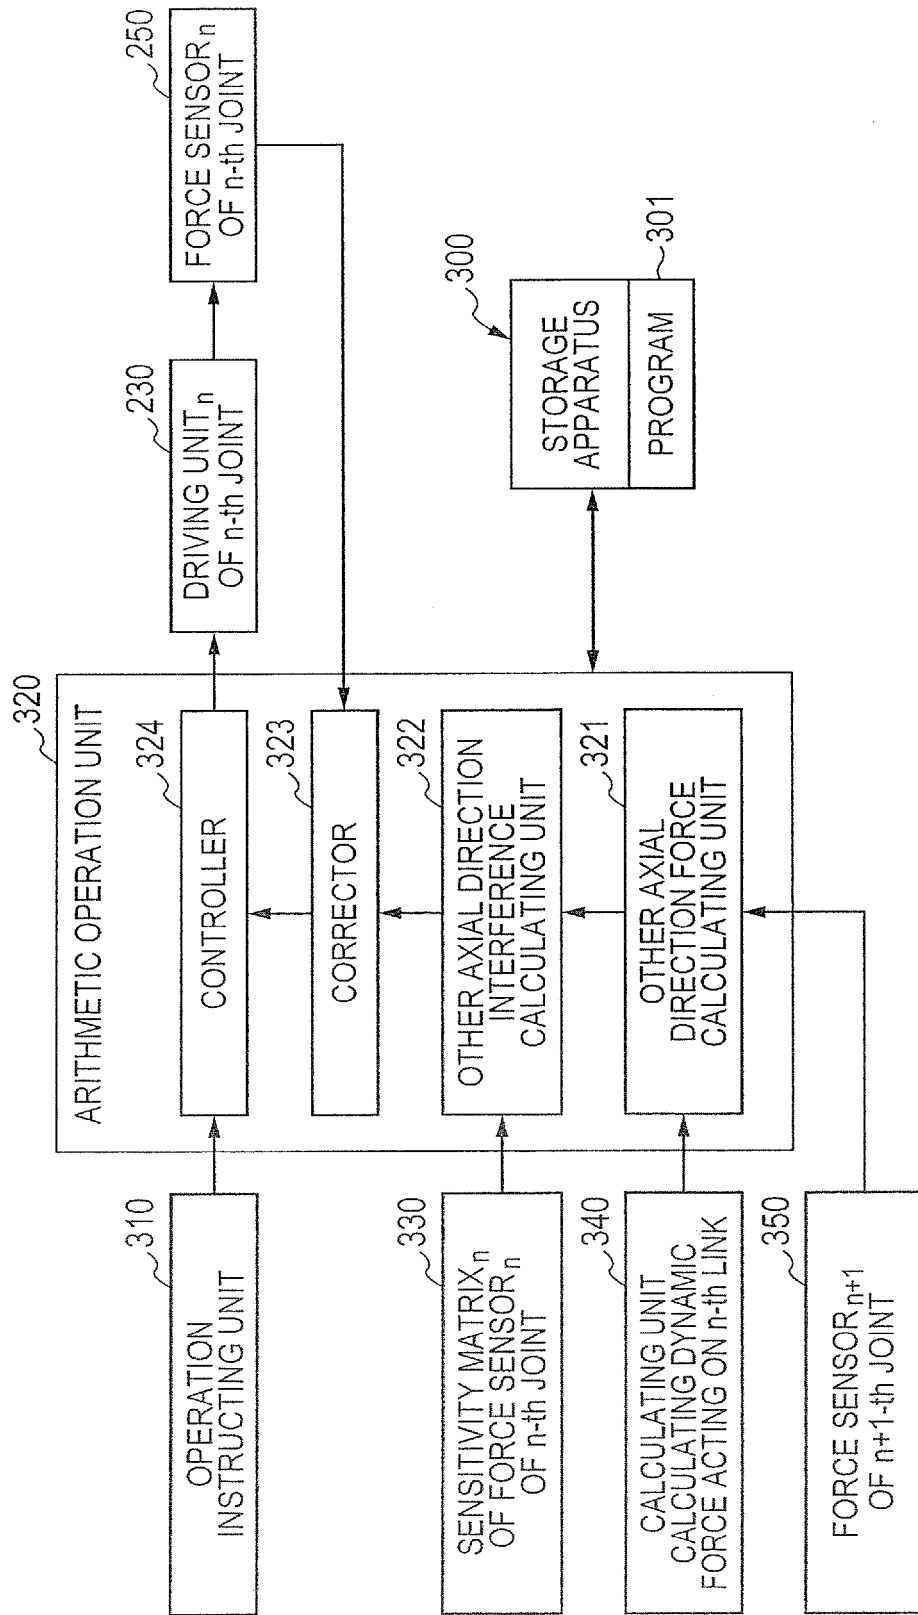 320
ARITHMETIC OPERATION UNIT
310
OPERATION
INSTRUCTING UNIT
324
CONTROLLER
230
DRIVING UNITn
OF n-th JOINT
250
FORCE SENSORn
OF n-th JOINT
323
CORRECTOR
330
SENSITIVITY MATRIXn
OF FORCE SENSORn
OF n-th JOINT
322
OTHER AXIAL DIRECTION
INTERFERENCE
CALCULATING UNIT
300
STORAGE
APPARATUS
301
PROGRAM
340
CALCULATING UNIT
CALCULATING DYNAMIC
FORCE ACTING ON n-th LINK
321
OTHER AXIAL
DIRECTION FORCE
CALCULATING UNIT
350
FORCE SENSORn+1
OF n+1-th JOINT